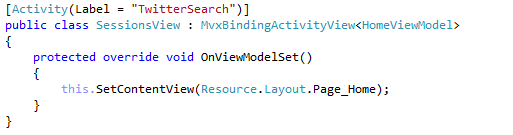 [Activity(Label = "TwitterSearch")]
public class SessionsView : MvxBindingActivityView<HomeViewModel>
{
    protected override void OnViewModelSet()
    {
        this.SetContentView(Resource.Layout.Page_Home);
    }
}